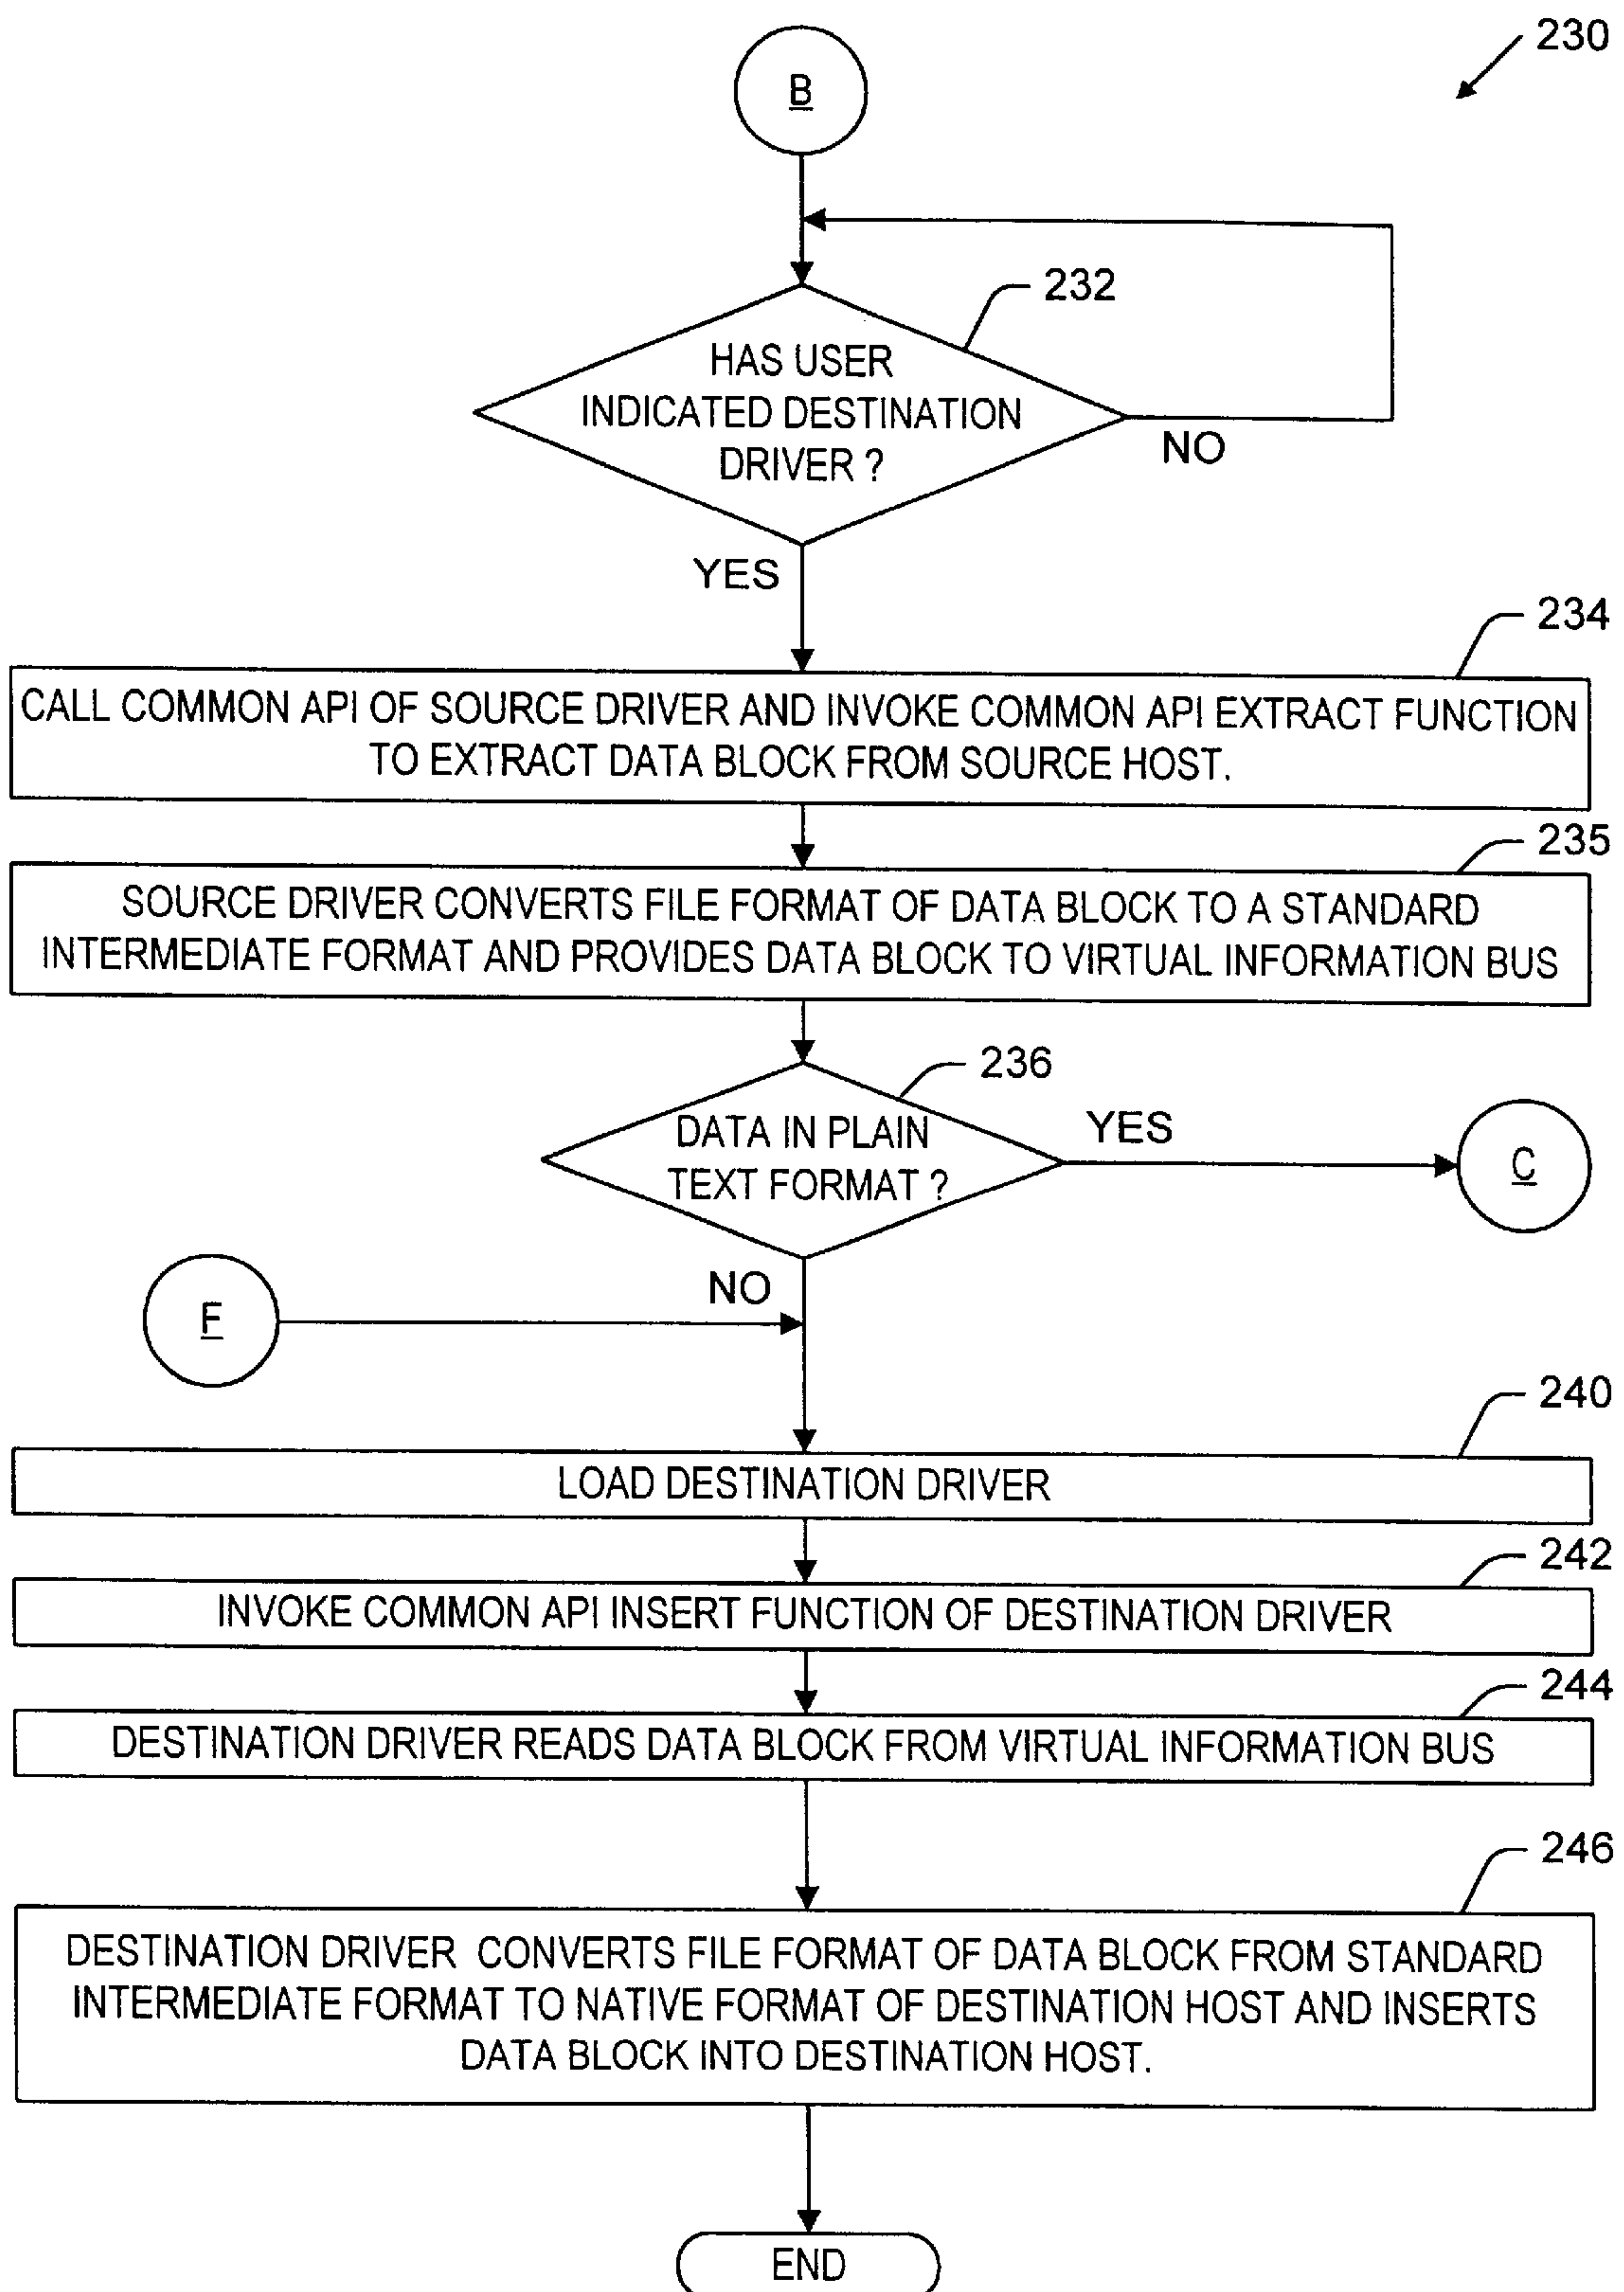 230
B
232
HAS USER
INDICATED DESTINATION
DRIVER ?
NO
YES
234
CALL COMMON API OF SOURCE DRIVER AND INVOKE COMMON API EXTRACT FUNCTION
TO EXTRACT DATA BLOCK FROM SOURCE HOST.
235
SOURCE DRIVER CONVERTS FILE FORMAT OF DATA BLOCK TO A STANDARD
INTERMEDIATE FORMAT AND PROVIDES DATA BLOCK TO VIRTUAL INFORMATION BUS
236
DATA IN PLAIN
TEXT FORMAT ?
YES
C
NO
F
240
LOAD DESTINATION DRIVER
242
INVOKE COMMON API INSERT FUNCTION OF DESTINATION DRIVER
244
DESTINATION DRIVER READS DATA BLOCK FROM VIRTUAL INFORMATION BUS
246
DESTINATION DRIVER CONVERTS FILE FORMAT OF DATA BLOCK FROM STANDARD
INTERMEDIATE FORMAT TO NATIVE FORMAT OF DESTINATION HOST AND INSERTS
DATA BLOCK INTO DESTINATION HOST.
END